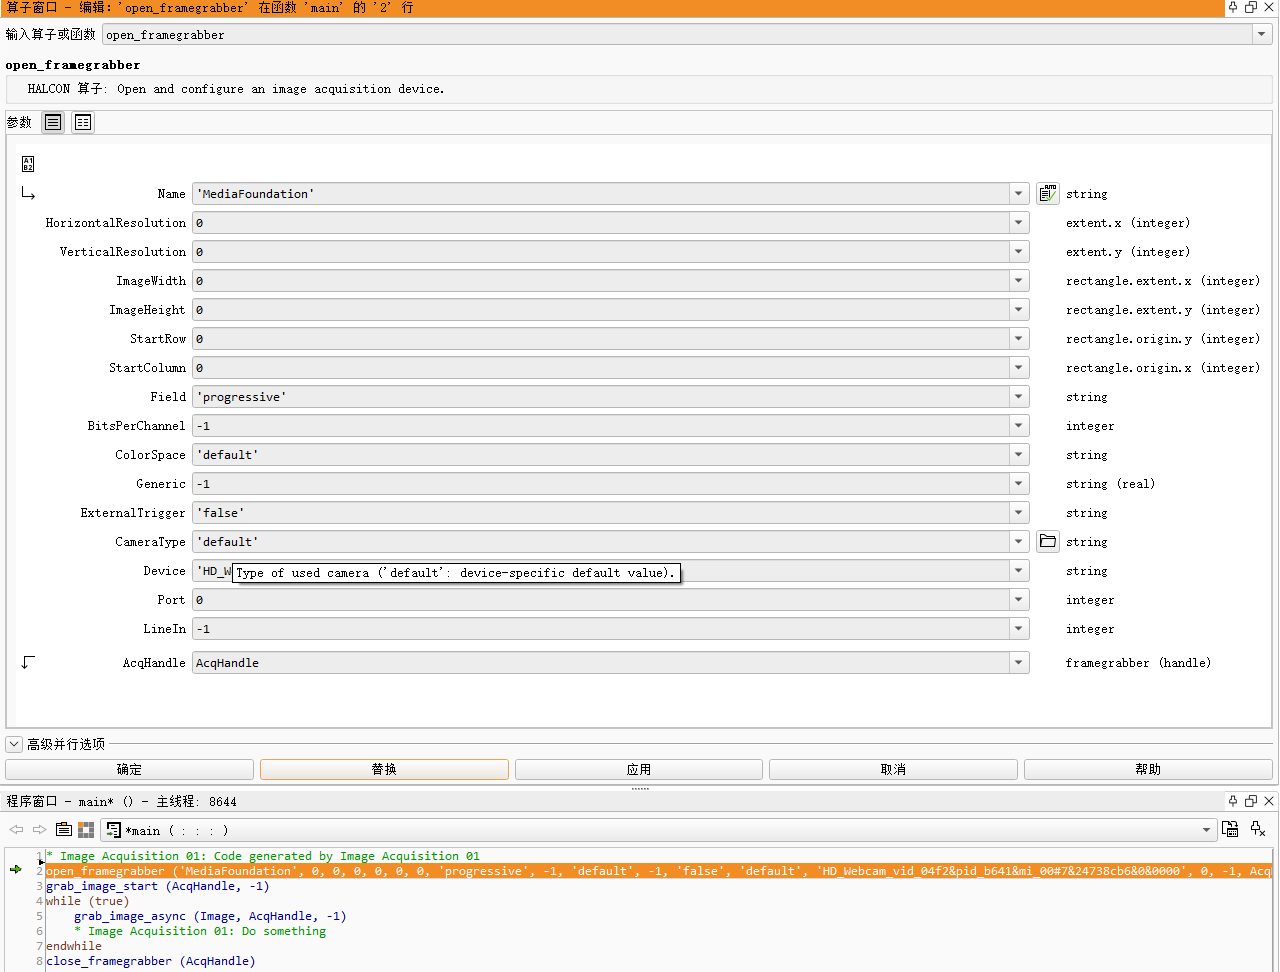 算子窗口 - 编辑: 'open_framegrabber' 在函数 'main' 的 '2' 行
输入算子或函数 open_framegrabber
open_framegrabber
HALCON 算子: Open and configure an image acquisition device.
参数
A1
B2
Name 'MediaFoundation' string
HorizontalResolution 0 extent.x (integer)
VerticalResolution 0 extent.y (integer)
ImageWidth 0 rectangle.extent.x (integer)
ImageHeight 0 rectangle.extent.y (integer)
StartRow 0 rectangle.origin.y (integer)
StartColumn 0 rectangle.origin.x (integer)
Field 'progressive' string
BitsPerChannel -1 integer
ColorSpace 'default' string
Generic -1 string (real)
ExternalTrigger 'false' string
CameraType 'default' string
Device 'HD_W string
Type of used camera ('default': device-specific default value).
Port 0 integer
LineIn -1 integer
AcqHandle AcqHandle framegrabber (handle)
高级并行选项
确定 替换 应用 取消 帮助
程序窗口 - main* () - 主线程: 8644
*main ( : : : )
1 * Image Acquisition 01: Code generated by Image Acquisition 01
2 open_framegrabber ('MediaFoundation', 0, 0, 0, 0, 0, 0, 'progressive', -1, 'default', -1, 'false', 'default', 'HD_Webcam_vid_04f2&pid_b641&mi_00#7&24738cb6&0&0000', 0, -1, Acq
3 grab_image_start (AcqHandle, -1)
4 while (true)
5 grab_image_async (Image, AcqHandle, -1)
6 * Image Acquisition 01: Do something
7 endwhile
8 close_framegrabber (AcqHandle)